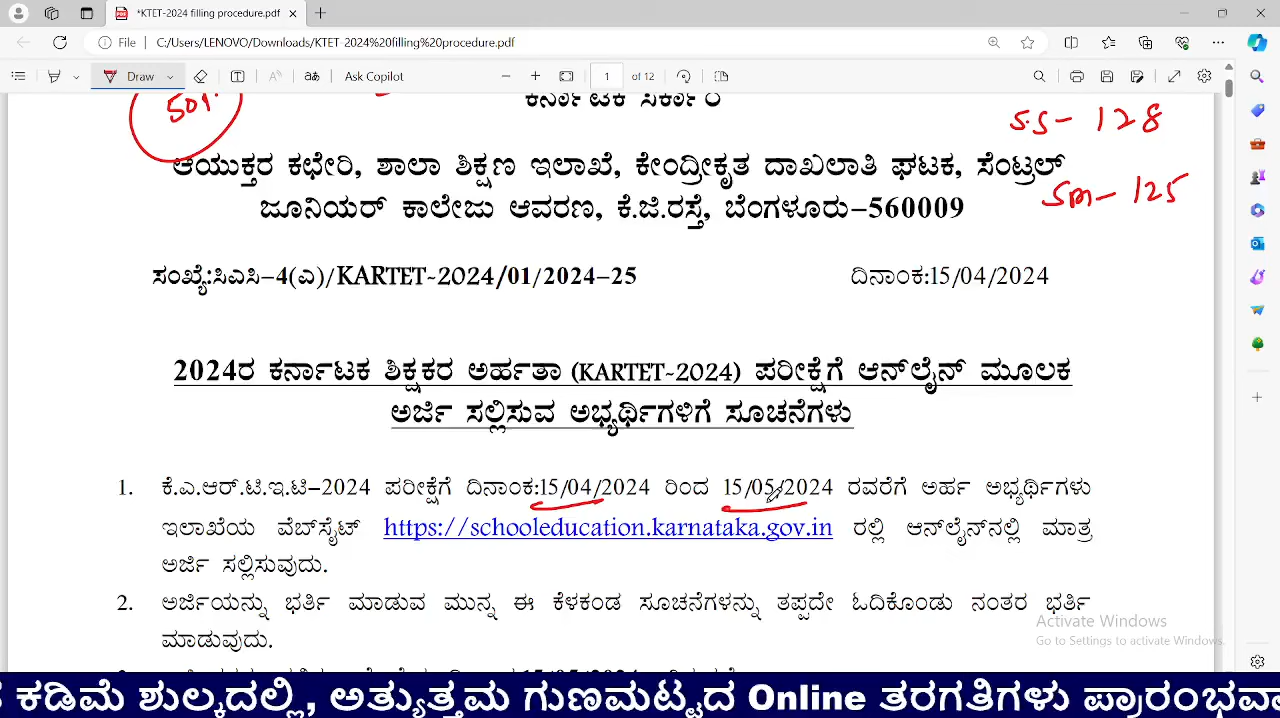 *KTET-2024 filling procedure.pdf
File C:/Users/LENOVO/Downloads/KTET-2024%20filling%20procedure.pdf
Draw Ask Copilot 1 of 12
50%
ಕರ್ನಾಟಕ ಸರ್ಕಾರ
S.S - 128
ಆಯುಕ್ತರ ಕಛೇರಿ, ಶಾಲಾ ಶಿಕ್ಷಣ ಇಲಾಖೆ, ಕೇಂದ್ರೀಕೃತ ದಾಖಲಾತಿ ಘಟಕ, ಸೆಂಟ್ರಲ್
Sm - 125
ಜೂನಿಯರ್ ಕಾಲೇಜು ಆವರಣ, ಕೆ.ಜಿ.ರಸ್ತೆ, ಬೆಂಗಳೂರು-560009
ಸಂಖ್ಯೆ:ಸಿಎಸಿ-4(ಎ)/KARTET-2024/01/2024-25 ದಿನಾಂಕ:15/04/2024
2024ರ ಕರ್ನಾಟಕ ಶಿಕ್ಷಕರ ಅರ್ಹತಾ (KARTET-2024) ಪರೀಕ್ಷೆಗೆ ಆನ್‌ಲೈನ್ ಮೂಲಕ
ಅರ್ಜಿ ಸಲ್ಲಿಸುವ ಅಭ್ಯರ್ಥಿಗಳಿಗೆ ಸೂಚನೆಗಳು
1. ಕೆ.ಎ.ಆರ್.ಟಿ.ಇ.ಟಿ-2024 ಪರೀಕ್ಷೆಗೆ ದಿನಾಂಕ:15/04/2024 ರಿಂದ 15/05/2024 ರವರೆಗೆ ಅರ್ಹ ಅಭ್ಯರ್ಥಿಗಳು
ಇಲಾಖೆಯ ವೆಬ್‌ಸೈಟ್ https://schooleducation.karnataka.gov.in ರಲ್ಲಿ ಆನ್‌ಲೈನ್‌ನಲ್ಲಿ ಮಾತ್ರ
ಅರ್ಜಿ ಸಲ್ಲಿಸುವುದು.
2. ಅರ್ಜಿಯನ್ನು ಭರ್ತಿ ಮಾಡುವ ಮುನ್ನ ಈ ಕೆಳಕಂಡ ಸೂಚನೆಗಳನ್ನು ತಪ್ಪದೇ ಓದಿಕೊಂಡು ನಂತರ ಭರ್ತಿ
ಮಾಡುವುದು.
Activate Windows
Go to Settings to activate Windows.
ಕಡಿಮೆ ಶುಲ್ಕದಲ್ಲಿ, ಅತ್ಯುತ್ತಮ ಗುಣಮಟ್ಟದ Online ತರಗತಿಗಳು